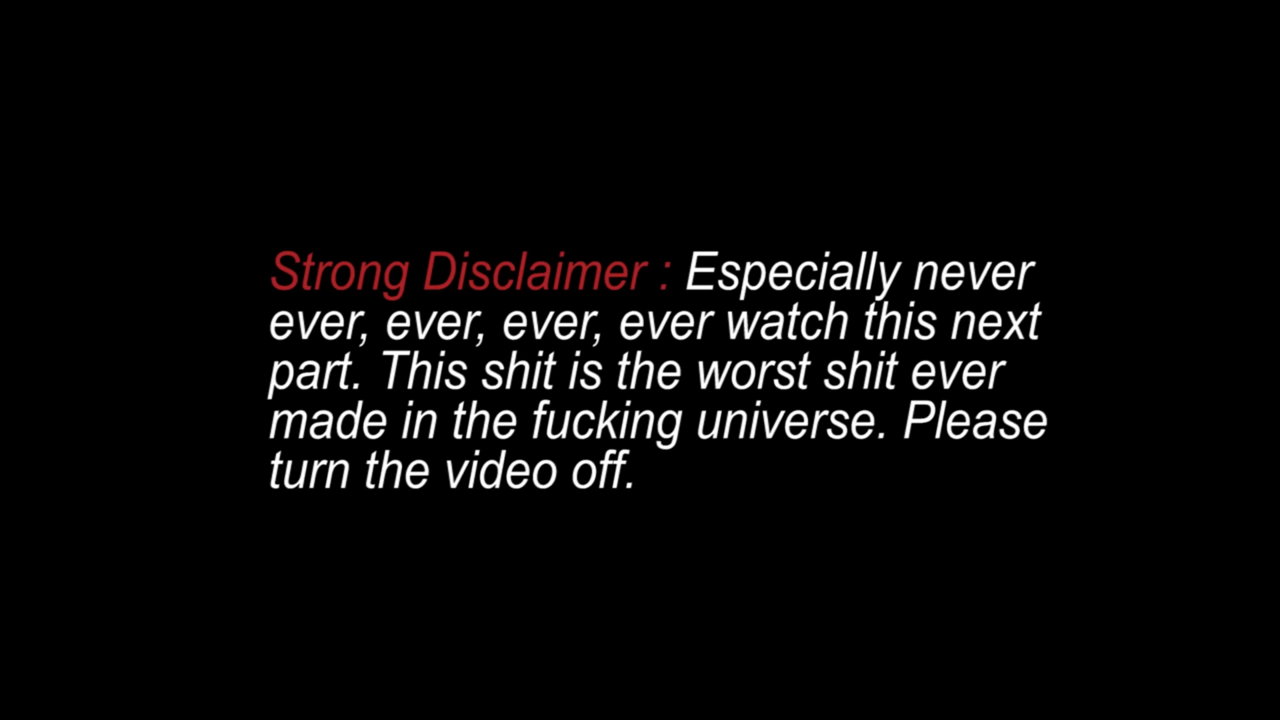 Strong Disclaimer : Especially never
ever, ever, ever, ever watch this next
part. This shit is the worst shit ever
made in the fucking universe. Please
turn the video off.